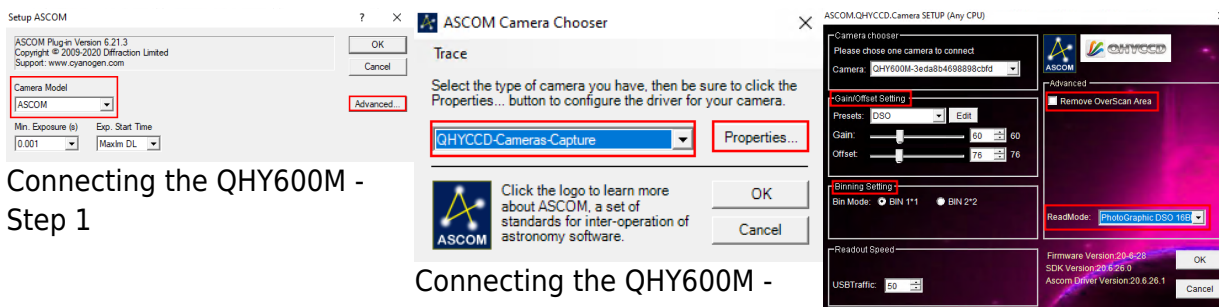 Setup ASCOM
ASCOM Plug-in Version 6.21.3
Copyright © 2009-2020 Diffraction Limited
Support: www.cyanogen.com
OK
Cancel
Camera Model
ASCOM
Advanced...
Min. Exposure (s) Exp. Start Time
0.001 MaxIm DL
Connecting the QHY600M -
Step 1
ASCOM Camera Chooser
Trace
Select the type of camera you have, then be sure to click the
Properties... button to configure the driver for your camera.
QHYCCD-Cameras-Capture
Properties...
ASCOM
Click the logo to learn more
about ASCOM, a set of
standards for inter-operation of
astronomy software.
OK
Cancel
Connecting the QHY600M -
ASCOM.QHYCCD.Camera SETUP (Any CPU)
Camera chooser
Please chose one camera to connect
Camera: QHY600M-3eda8b4698898cbfd
ASCOM
QHYCCD
Gain/Offset Setting
Presets: DSO Edit
Gain: 60 60
Offset: 76 76
Binning Setting
Bin Mode: BIN 1*1 BIN 2*2
Readout Speed
USBTraffic: 50
Advanced
Remove OverScan Area
ReadMode: PhotoGraphic DSO 16B
Firmware Version:20-6-28
SDK Version:20.6.26.0
Ascom Driver Version:20.6.26.1
OK
Cancel